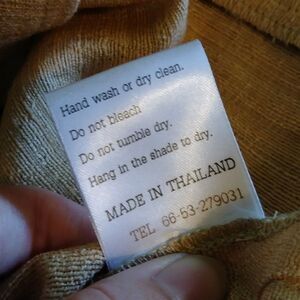 Hand wash or dry clean.
Do not bleach
Do not tumble dry.
Hang in the shade to dry.
MADE IN THAILAND
TEL 66-53-279031